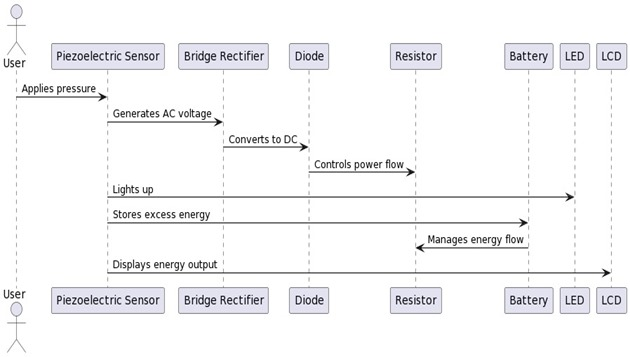 User
Piezoelectric Sensor Bridge Rectifier Diode Resistor Battery LED LCD
Applies pressure
Generates AC voltage
Converts to DC
Controls power flow
Lights up
Stores excess energy
Manages energy flow
Displays energy output
User
Piezoelectric Sensor Bridge Rectifier Diode Resistor Battery LED LCD